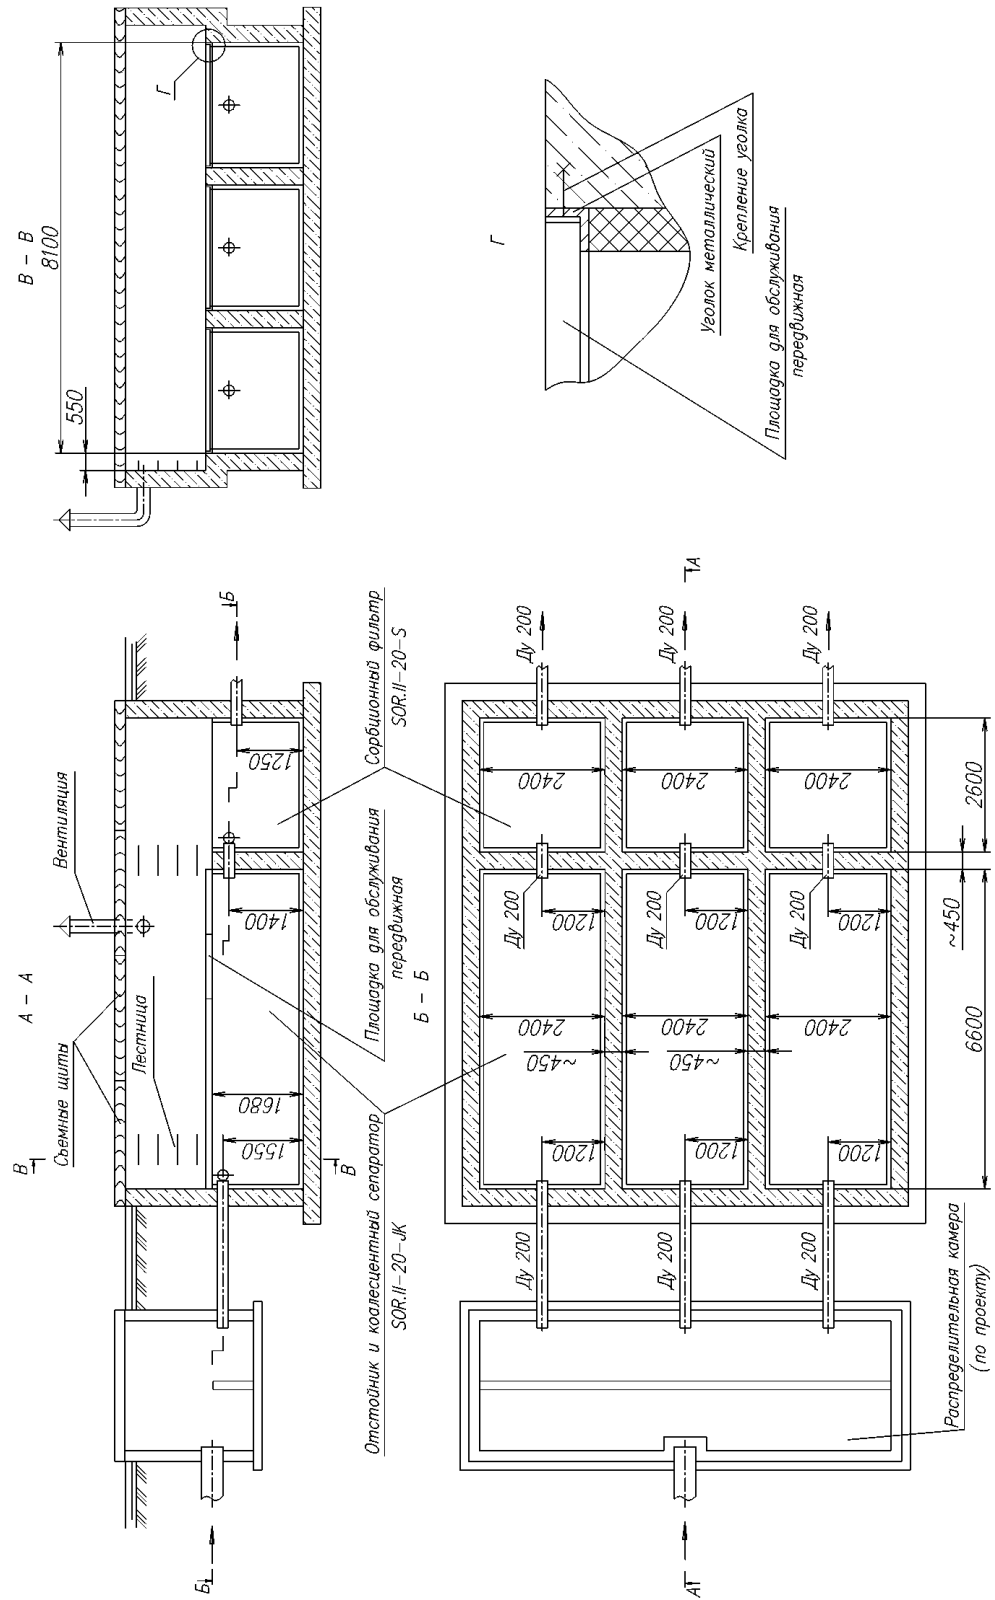 А - А
Съемные щиты
Вентиляция
Лестница
В
В
1550
1680
1400
1250
Б
Б
Отстойник и коалесцентный сепаратор
SOR.II-20-JK
Площадка для обслуживания
передвижная
Сорбционный фильтр
SOR.II-20-S
Б - Б
Ду 200
Ду 200
Ду 200
1200
1200
1200
2400
2400
2400
~450
~450
1200
1200
1200
Ду 200
Ду 200
Ду 200
2400
2400
2400
Ду 200
Ду 200
Ду 200
А
А
6600
~450
2600
Распределительная камера
(по проекту)
В - В
8100
550
Г
Г
Уголок металлический
Крепление уголка
Площадка для обслуживания
передвижная